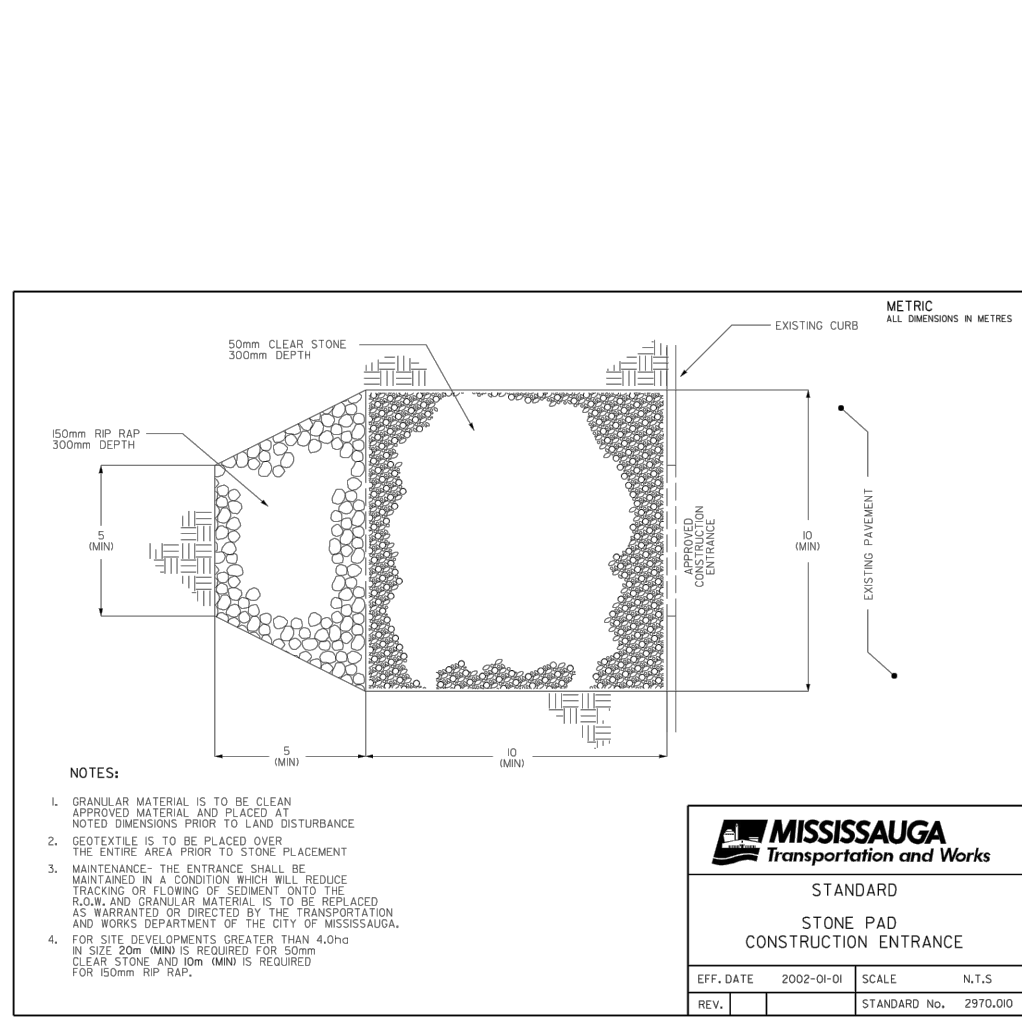 METRIC
ALL DIMENSIONS IN METRES
EXISTING CURB
50mm CLEAR STONE
300mm DEPTH
150mm RIP RAP
300mm DEPTH
5
(MIN)
APPROVED
CONSTRUCTION
ENTRANCE
10
(MIN)
EXISTING PAVEMENT
5
(MIN)
10
(MIN)
NOTES:
1. GRANULAR MATERIAL IS TO BE CLEAN
APPROVED MATERIAL AND PLACED AT
NOTED DIMENSIONS PRIOR TO LAND DISTURBANCE
2. GEOTEXTILE IS TO BE PLACED OVER
THE ENTIRE AREA PRIOR TO STONE PLACEMENT
3. MAINTENANCE- THE ENTRANCE SHALL BE
MAINTAINED IN A CONDITION WHICH WILL REDUCE
TRACKING OR FLOWING OF SEDIMENT ONTO THE
R.O.W. AND GRANULAR MATERIAL IS TO BE REPLACED
AS WARRANTED OR DIRECTED BY THE TRANSPORTATION
AND WORKS DEPARTMENT OF THE CITY OF MISSISSAUGA.
4. FOR SITE DEVELOPMENTS GREATER THAN 4.0ha
IN SIZE 20m (MIN) IS REQUIRED FOR 50mm
CLEAR STONE AND 10m (MIN) IS REQUIRED
FOR 150mm RIP RAP.
MISSISSAUGA
Transportation and Works
STANDARD
STONE PAD
CONSTRUCTION ENTRANCE
EFF. DATE 2002-01-01 SCALE N.T.S
REV. STANDARD No. 2970.010